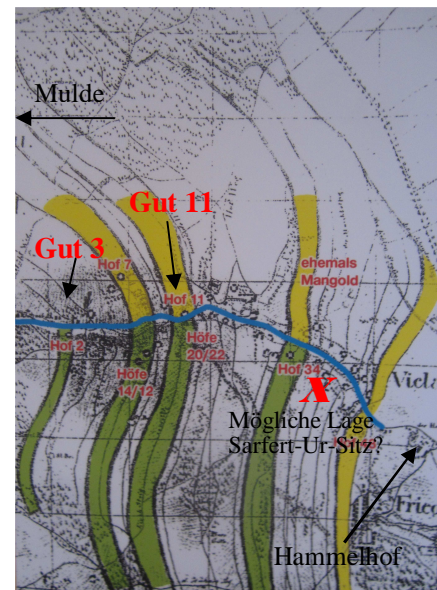 Mulde
Gut 11
Gut 3
Hof 7
ehemals
Mangold
Hof 11
Hof 2
Höfe
20/22
Höfe
14/12
Hof 34
X
Mögliche Lage
Sarfert-Ur-Sitz?
Hammelhof